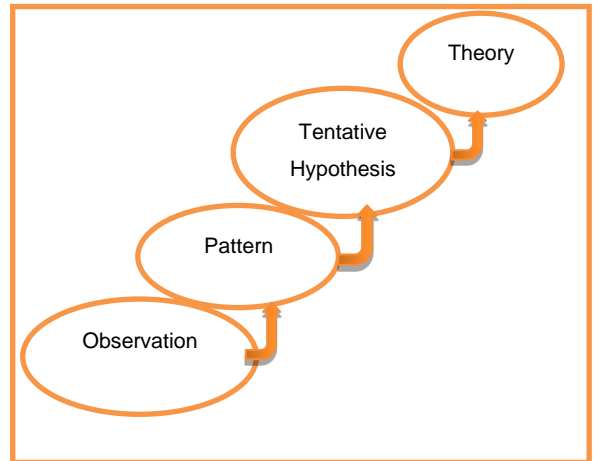 Theory
Tentative
Hypothesis
Pattern
Observation